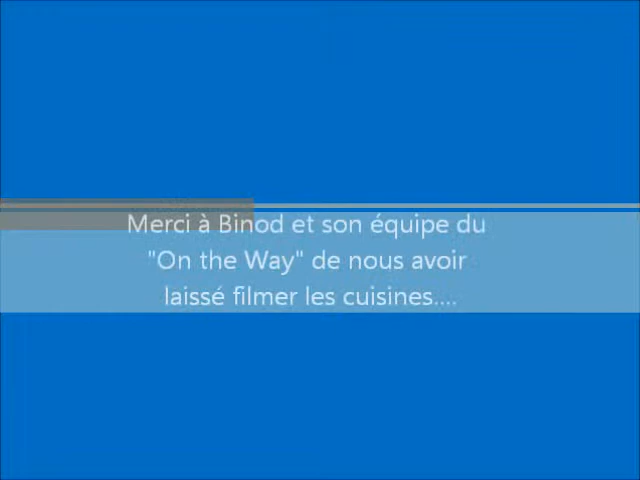 Merci à Binod et son équipe du
"On the Way" de nous avoir
laissé filmer les cuisines....